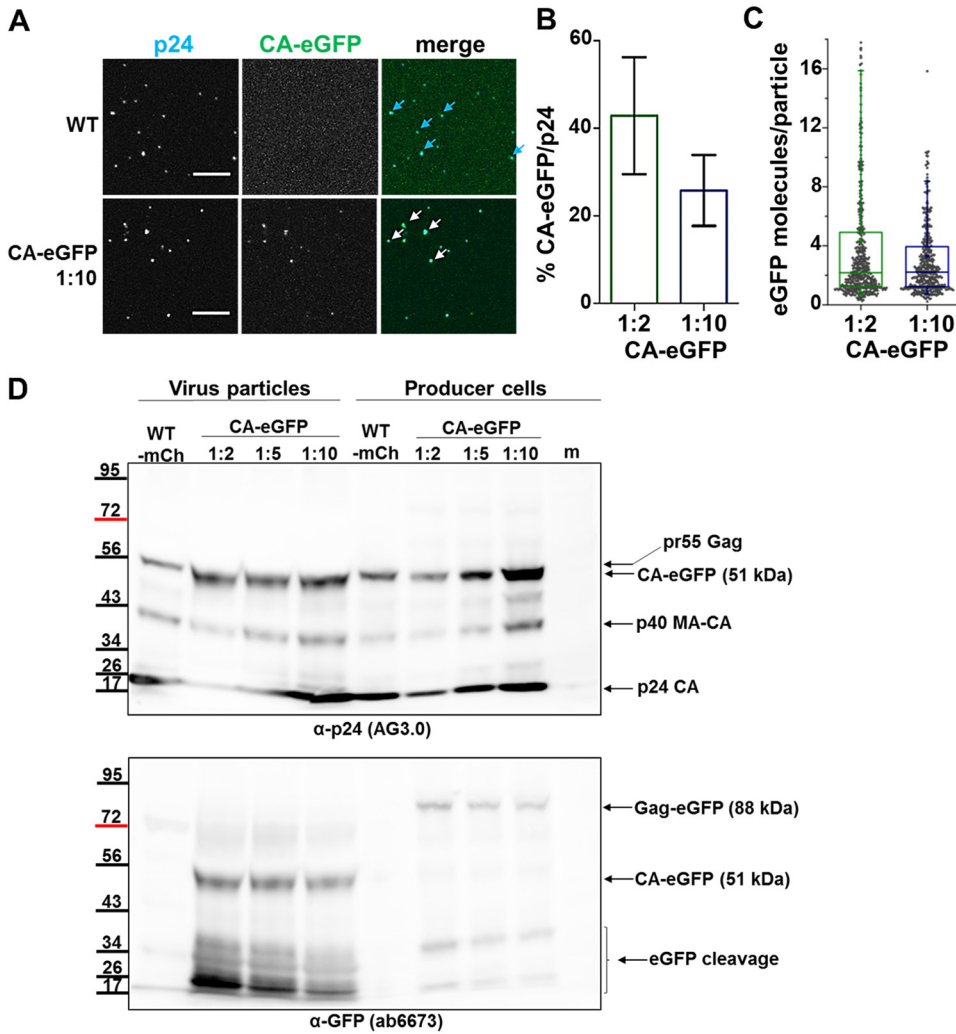 A
p24 CA-eGFP merge
WT
CA-eGFP
1:10
B
% CA-eGFP/p24
60
40
20
0
1:2 1:10
CA-eGFP
C
eGFP molecules/particle
16
12
8
4
0
1:2 1:10
CA-eGFP
D
Virus particles Producer cells
WT
-mCh
CA-eGFP
1:2 1:5 1:10
WT
-mCh
CA-eGFP
1:2 1:5 1:10
m
95
72
56
43
34
26
17
pr55 Gag
CA-eGFP (51 kDa)
p40 MA-CA
p24 CA
α-p24 (AG3.0)
95
72
56
43
34
26
17
Gag-eGFP (88 kDa)
CA-eGFP (51 kDa)
eGFP cleavage
α-GFP (ab6673)